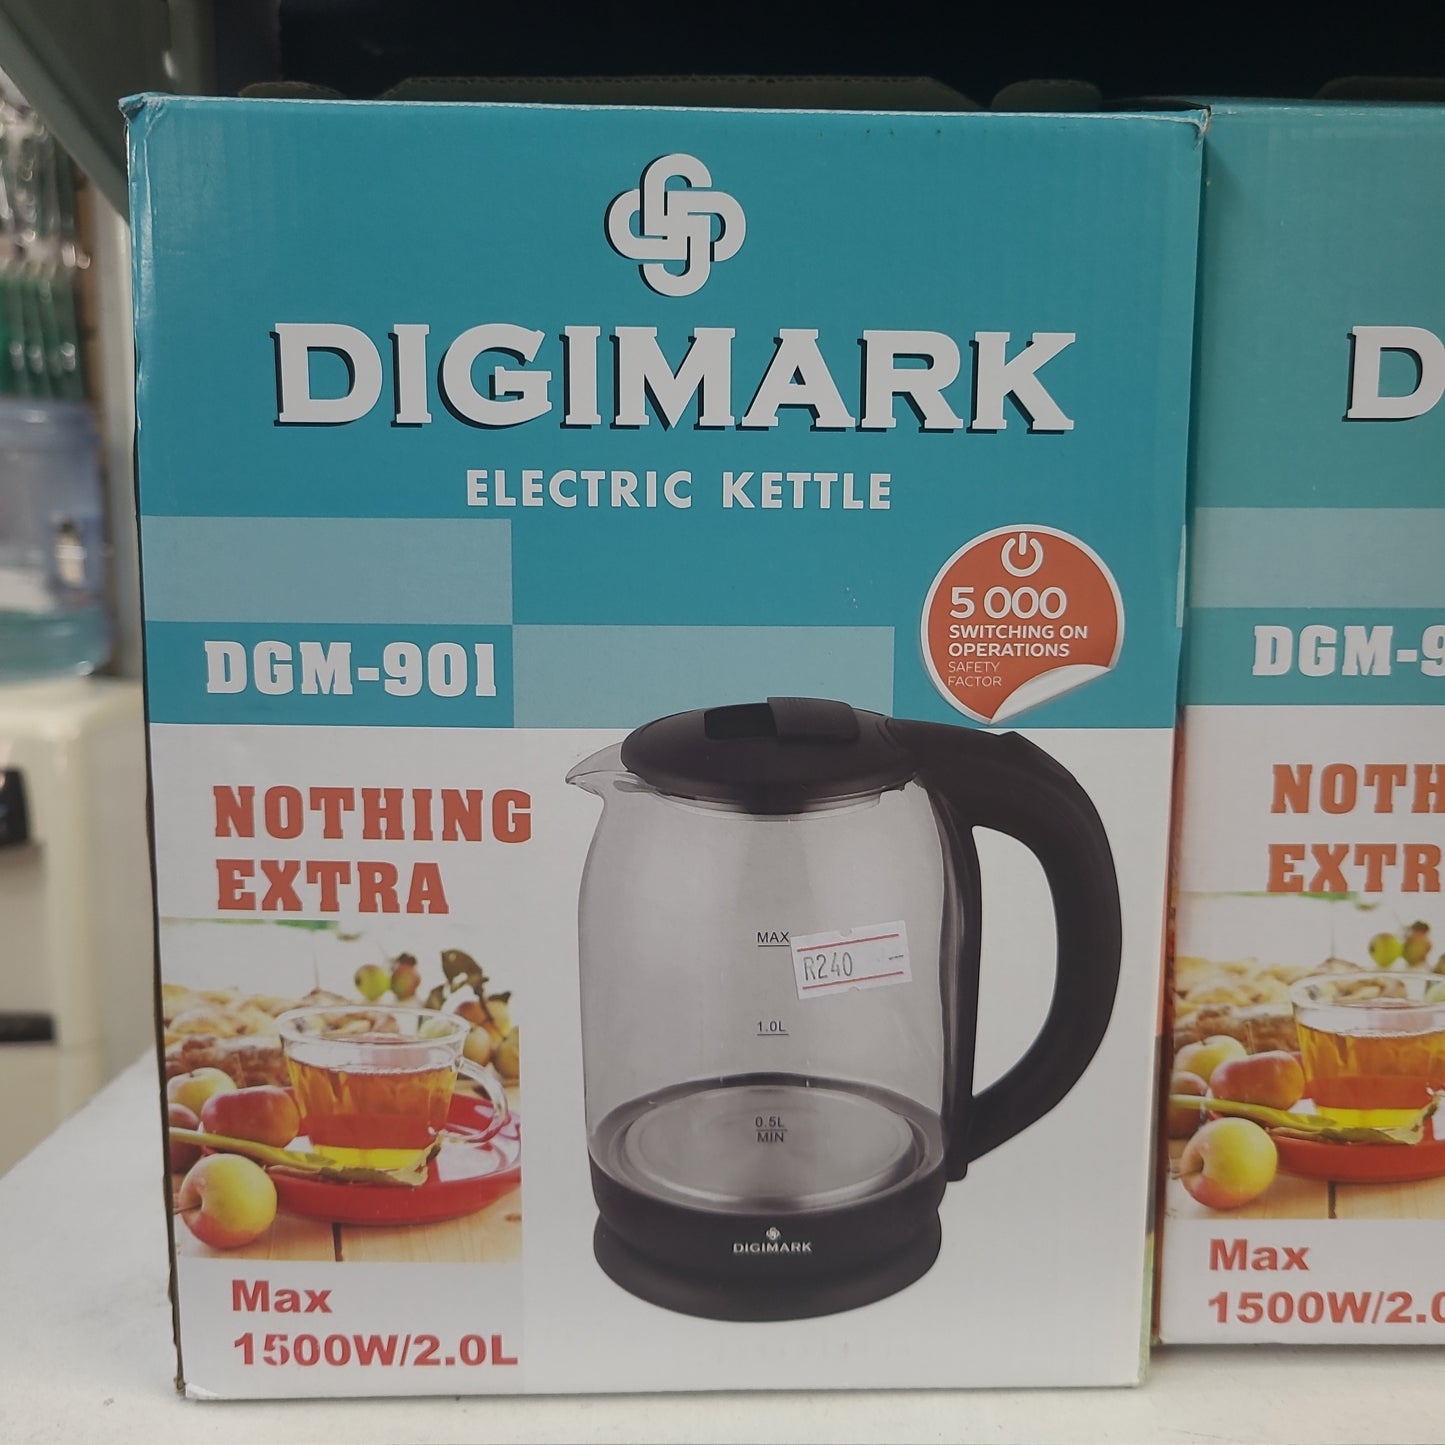 DIGIMARK
ELECTRIC KETTLE
5 000
SWITCHING ON
OPERATIONS
SAFETY
FACTOR
DGM-901
NOTHING
EXTRA
MAX
R240
1.0L
0.5L
MIN
DIGIMARK
Max
1500W/2.0L
D
DGM-9
NOTH
EXTR
Max
1500W/2.0